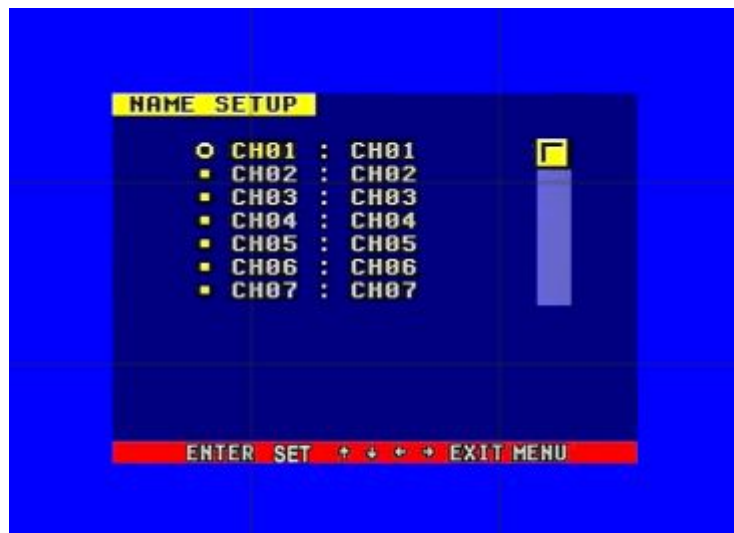 NAME SETUP
CH01 : CH01
CH02 : CH02
CH03 : CH03
CH04 : CH04
CH05 : CH05
CH06 : CH06
CH07 : CH07
ENTER SET ↑ ↓ ← → EXIT MENU